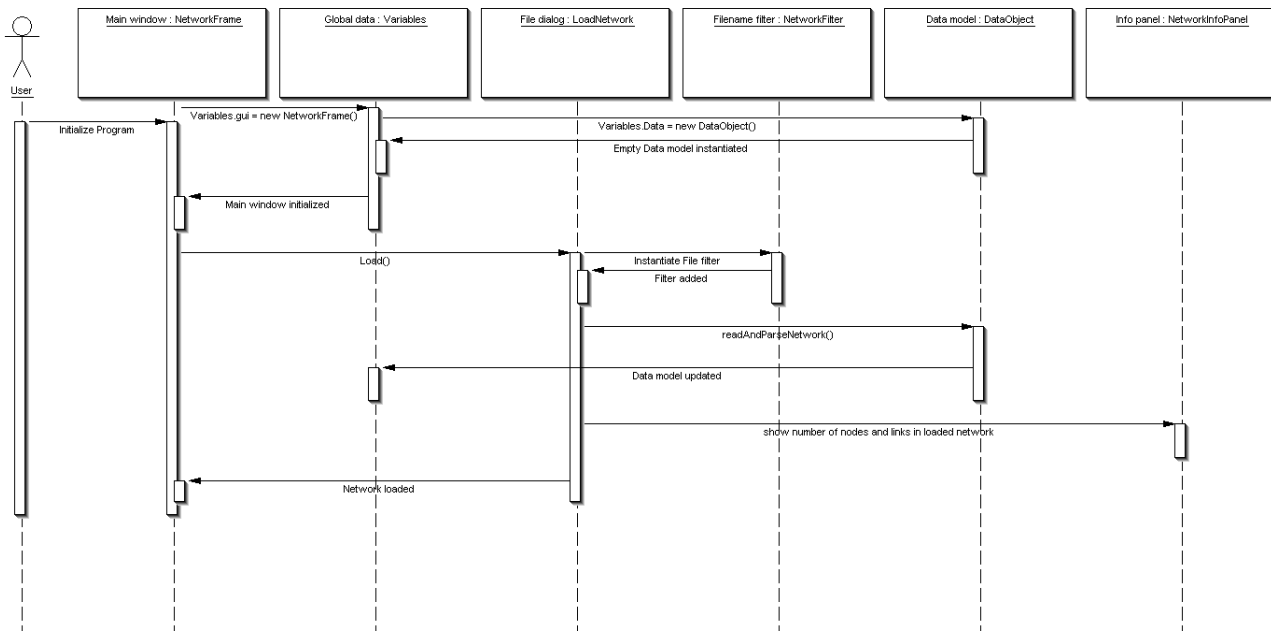 Main window : NetworkFrame
Global data : Variables
File dialog : LoadNetwork
Filename filter : NetworkFilter
Data model : DataObject
Info panel : NetworkInfoPanel
User
Variables.gui = new NetworkFrame()
Initialize Program
Variables.Data = new DataObject()
Empty Data model instantiated
Main window initialized
Load()
Instantiate File filter
Filter added
readAndParseNetwork()
Data model updated
show number of nodes and links in loaded network
Network loaded